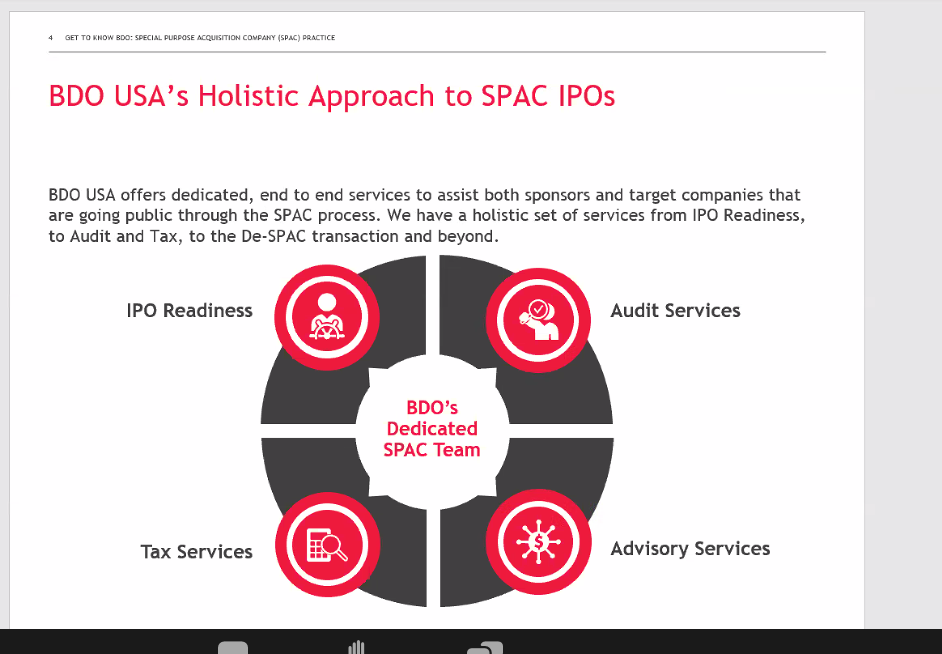 4 GET TO KNOW BDO: SPECIAL PURPOSE ACQUISITION COMPANY (SPAC) PRACTICE
BDO USA’s Holistic Approach to SPAC IPOs
BDO USA offers dedicated, end to end services to assist both sponsors and target companies that
are going public through the SPAC process. We have a holistic set of services from IPO Readiness,
to Audit and Tax, to the De-SPAC transaction and beyond.
IPO Readiness
Audit Services
BDO’s
Dedicated
SPAC Team
Tax Services
Advisory Services
$